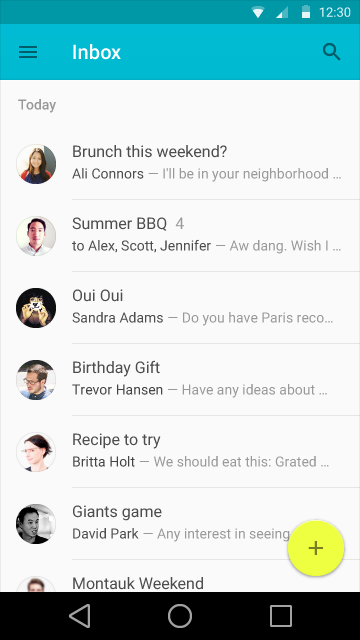 12:30
Inbox
Today
Brunch this weekend?
Ali Connors — I'll be in your neighborhood ...
Summer BBQ 4
to Alex, Scott, Jennifer — Aw dang. Wish I ...
Oui Oui
Sandra Adams — Do you have Paris reco...
Birthday Gift
Trevor Hansen — Have any ideas about ...
Recipe to try
Britta Holt — We should eat this: Grated ...
Giants game
David Park — Any interest in seeing
Montauk Weekend